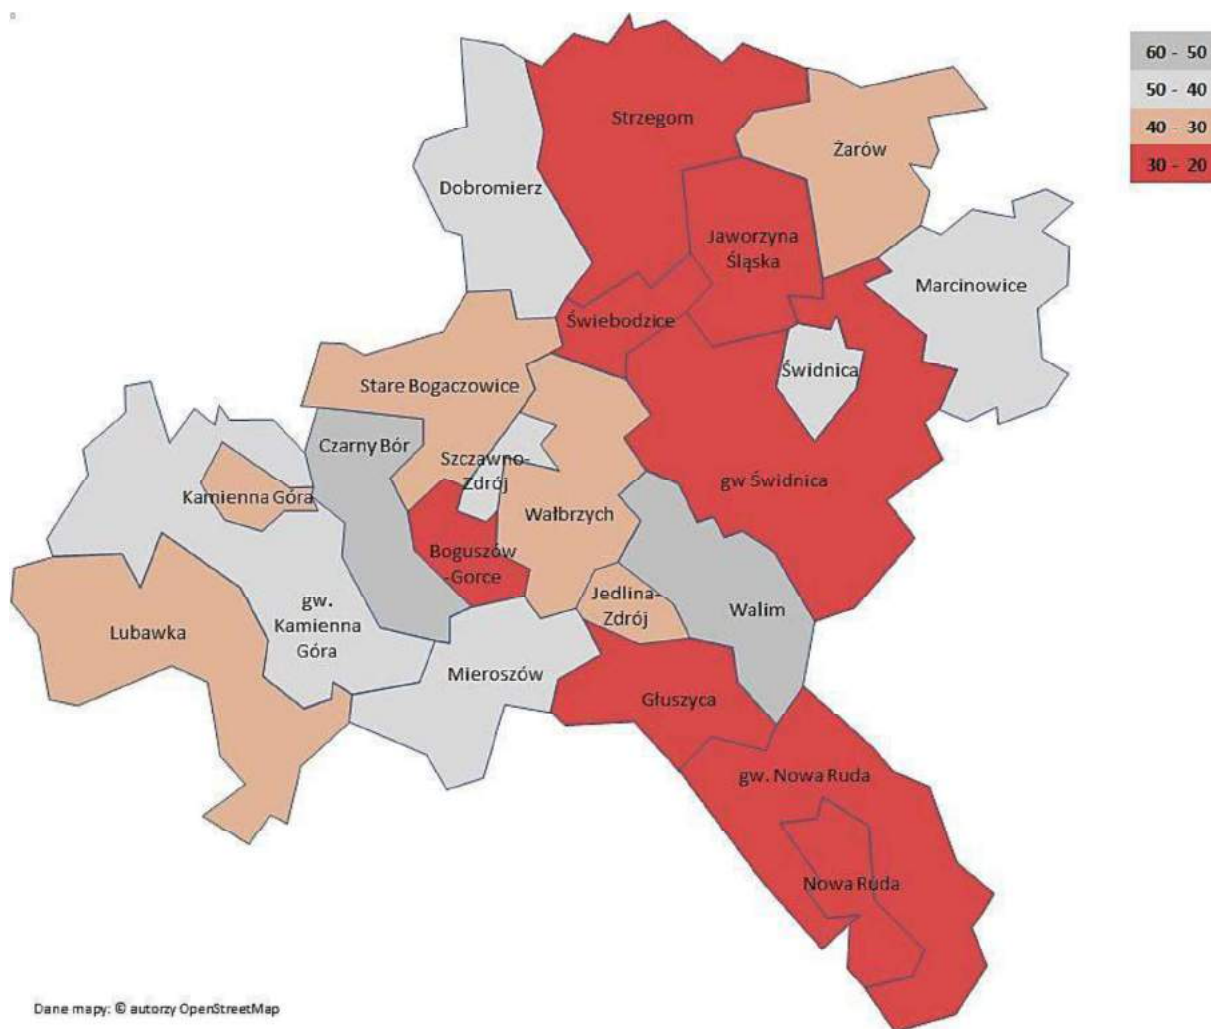 60 - 50
50 - 40
40 - 30
30 - 20
Strzegom
Żarów
Dobromierz
Jaworzyna
Śląska
Marcinowice
Świebodzice
Świdnica
Stare Bogaczowice
Czarny Bór
Szczawno-
Zdrój
gw Świdnica
Kamienna Góra
Wałbrzych
Boguszów
-Gorce
Jedlina-
Zdrój
Walim
gw.
Kamienna
Góra
Lubawka
Mieroszów
Głuszyca
gw. Nowa Ruda
Nowa Ruda
Dane mapy: © autorzy OpenStreetMap